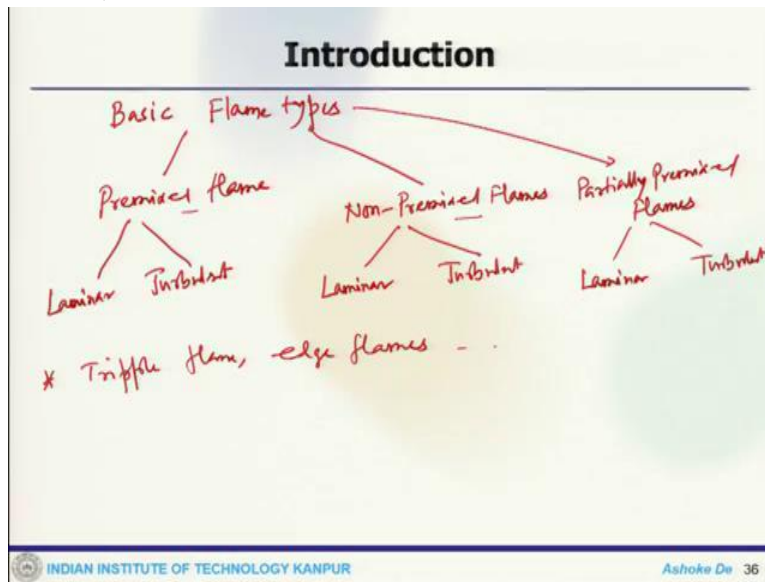 Introduction
Basic Flame types
Premixed flame
Non-Premixed Flames
Partially Premixed
Flames
Laminar Turbulent
Laminar Turbulent
Laminar Turbulent
* Tripple flame, edge flames - . .
INDIAN INSTITUTE OF TECHNOLOGY KANPUR
Ashoke De 36